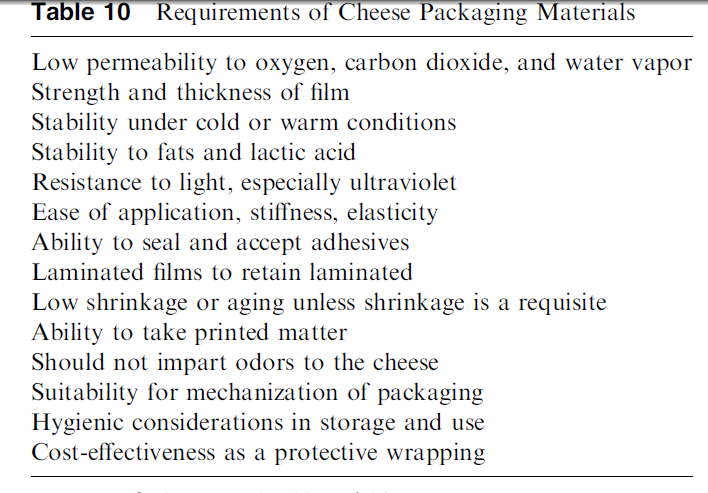 Table 10 Requirements of Cheese Packaging Materials
Low permeability to oxygen, carbon dioxide, and water vapor
Strength and thickness of film
Stability under cold or warm conditions
Stability to fats and lactic acid
Resistance to light, especially ultraviolet
Ease of application, stiffness, elasticity
Ability to seal and accept adhesives
Laminated films to retain laminated
Low shrinkage or aging unless shrinkage is a requisite
Ability to take printed matter
Should not impart odors to the cheese
Suitability for mechanization of packaging
Hygienic considerations in storage and use
Cost-effectiveness as a protective wrapping